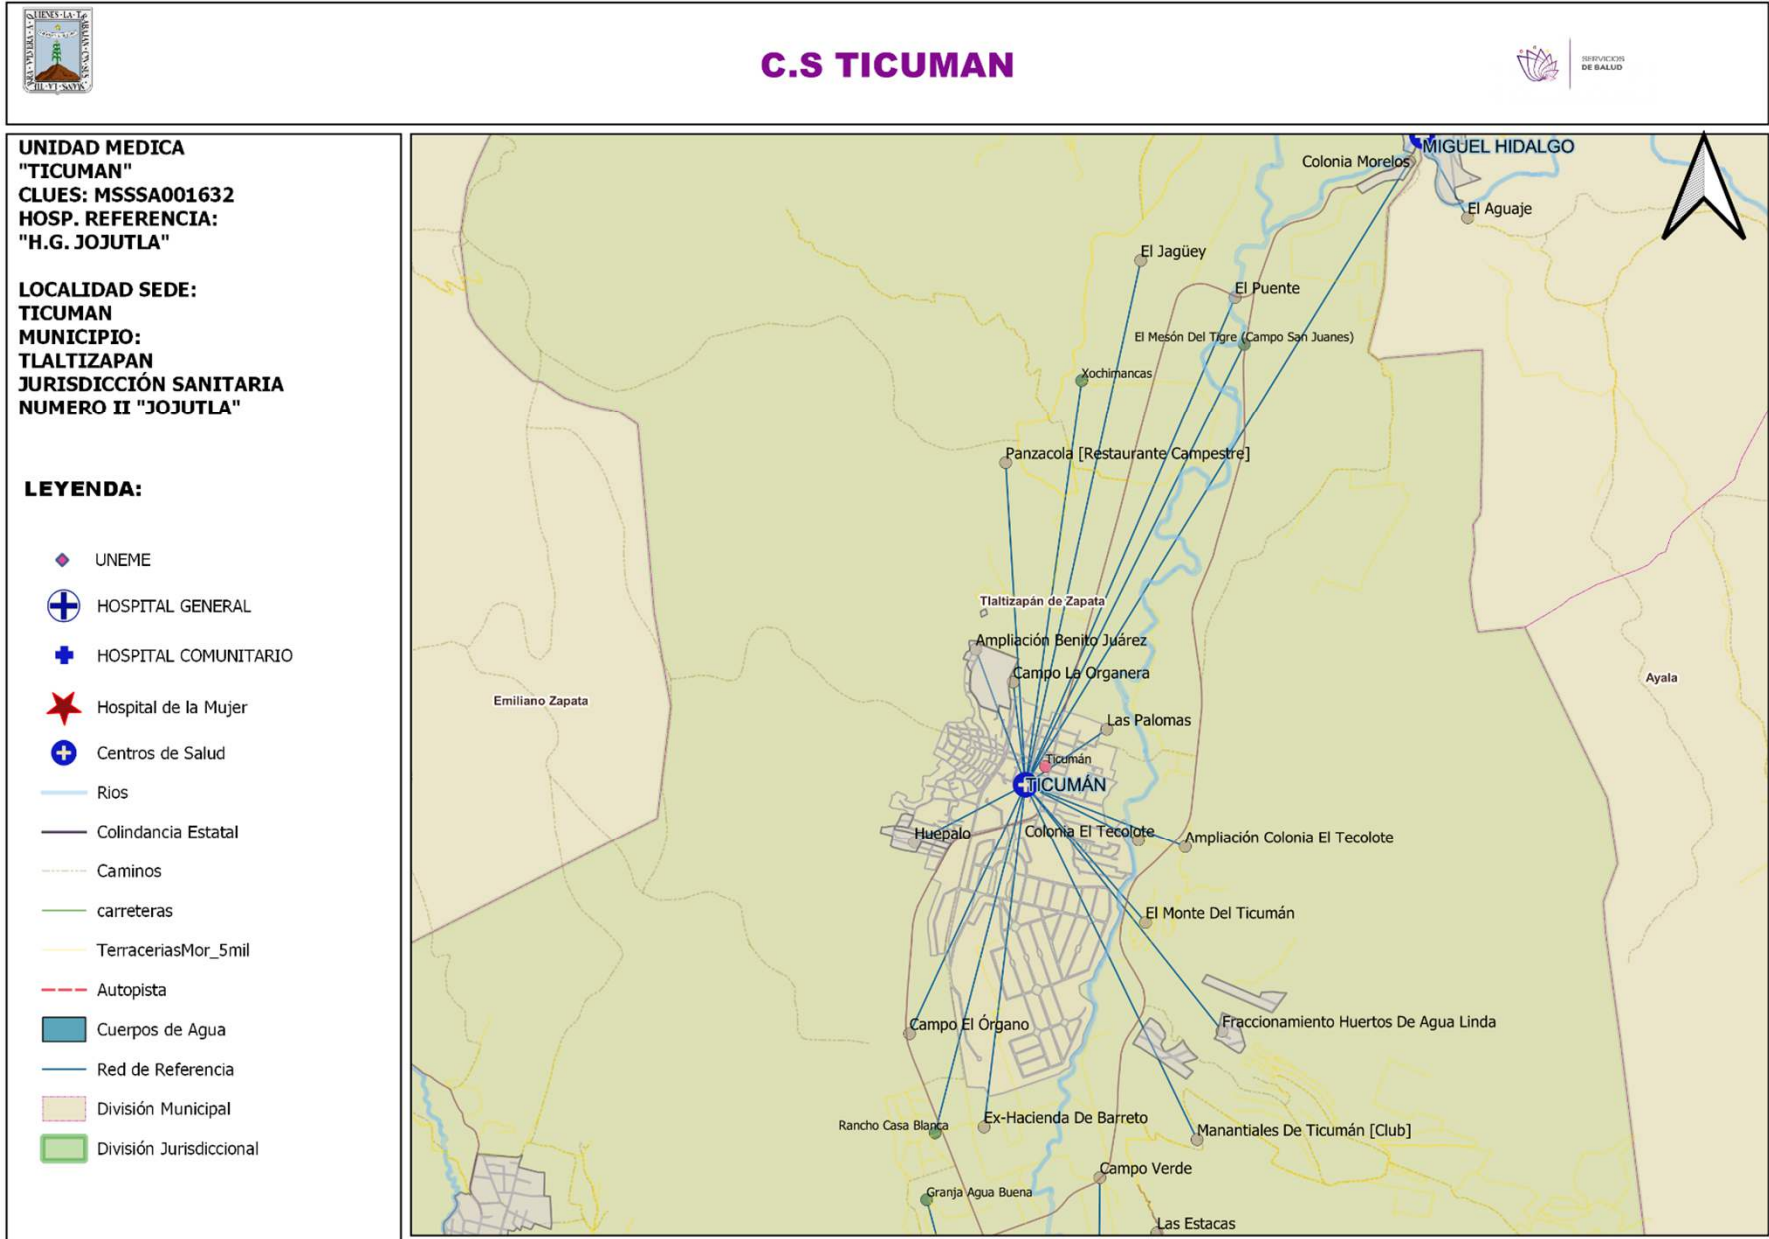 C.S TICUMAN
SERVICIOS
DE SALUD
UNIDAD MEDICA
"TICUMAN"
CLUES: MSSSA001632
HOSP. REFERENCIA:
"H.G. JOJUTLA"
LOCALIDAD SEDE:
TICUMAN
MUNICIPIO:
TLALTIZAPAN
JURISDICCIÓN SANITARIA
NUMERO II "JOJUTLA"
LEYENDA:
UNEME
HOSPITAL GENERAL
HOSPITAL COMUNITARIO
Hospital de la Mujer
Centros de Salud
Rios
Colindancia Estatal
Caminos
carreteras
TerraceriasMor_5mil
Autopista
Cuerpos de Agua
Red de Referencia
División Municipal
División Jurisdiccional
MIGUEL HIDALGO
Colonia Morelos
El Aguaje
El Jagüey
El Puente
El Mesón Del Tigre (Campo San Juanes)
Xochimancas
Panzacola [Restaurante Campestre]
Tlaltizapán de Zapata
Ampliación Benito Juárez
Campo La Organera
Emiliano Zapata
Ayala
Las Palomas
Ticumán
TICUMÁN
Huepalo
Colonia El Tecolote
Ampliación Colonia El Tecolote
El Monte Del Ticumán
Campo El Órgano
Fraccionamiento Huertos De Agua Linda
Rancho Casa Blanca
Ex-Hacienda De Barreto
Manantiales De Ticumán [Club]
Campo Verde
Granja Agua Buena
Las Estacas